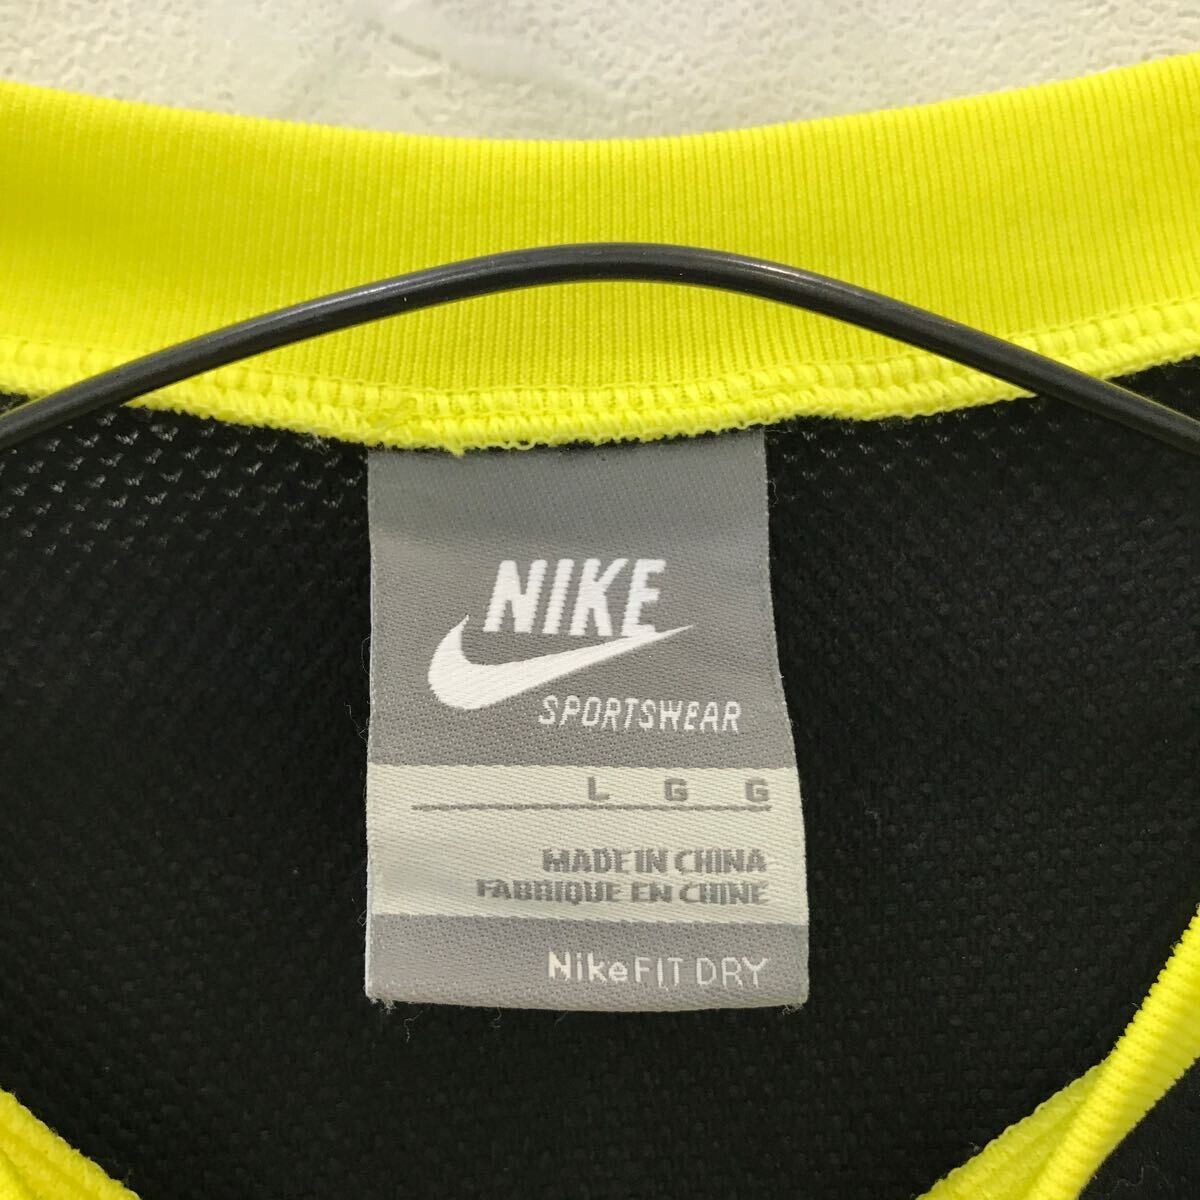 NIKE
SPORTSWEAR
L G G
MADE IN CHINA
FABRIQUE EN CHINE
NikeFIT DRY